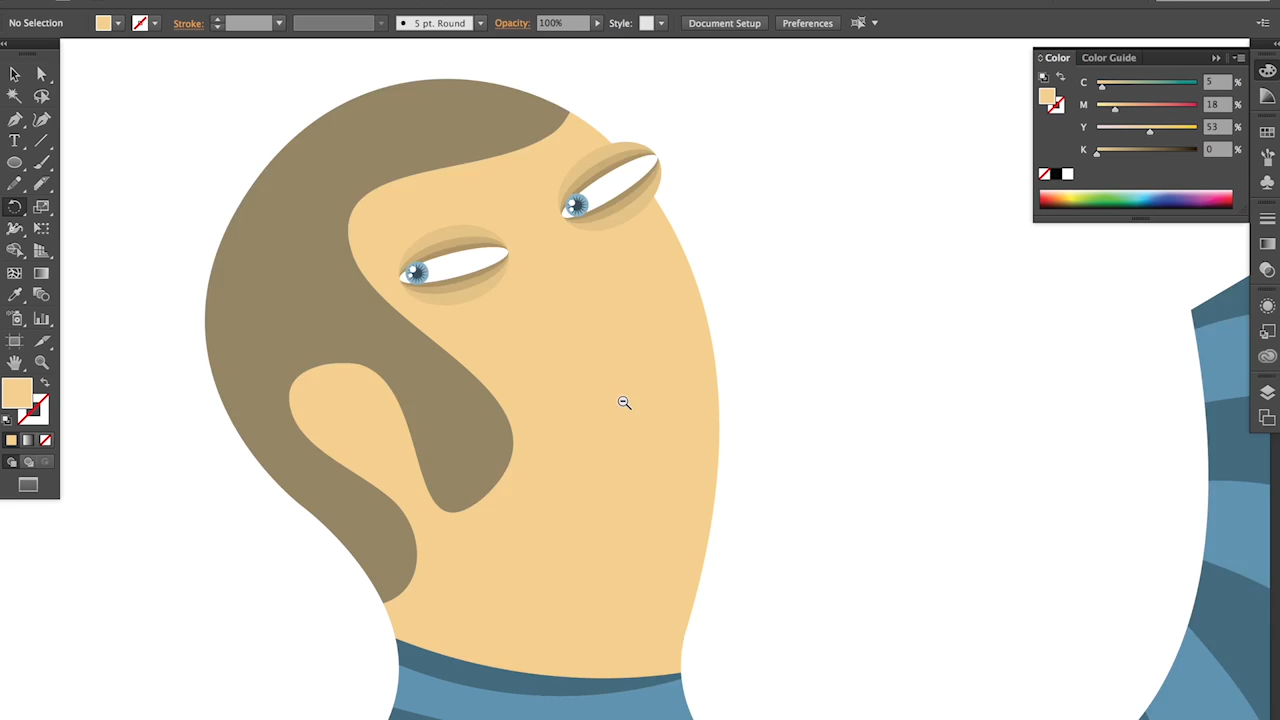 No Selection Stroke: 5 pt. Round Opacity: 100% Style: Document Setup Preferences
Color Color Guide
C 5 %
M 18 %
Y 53 %
K 0 %
T